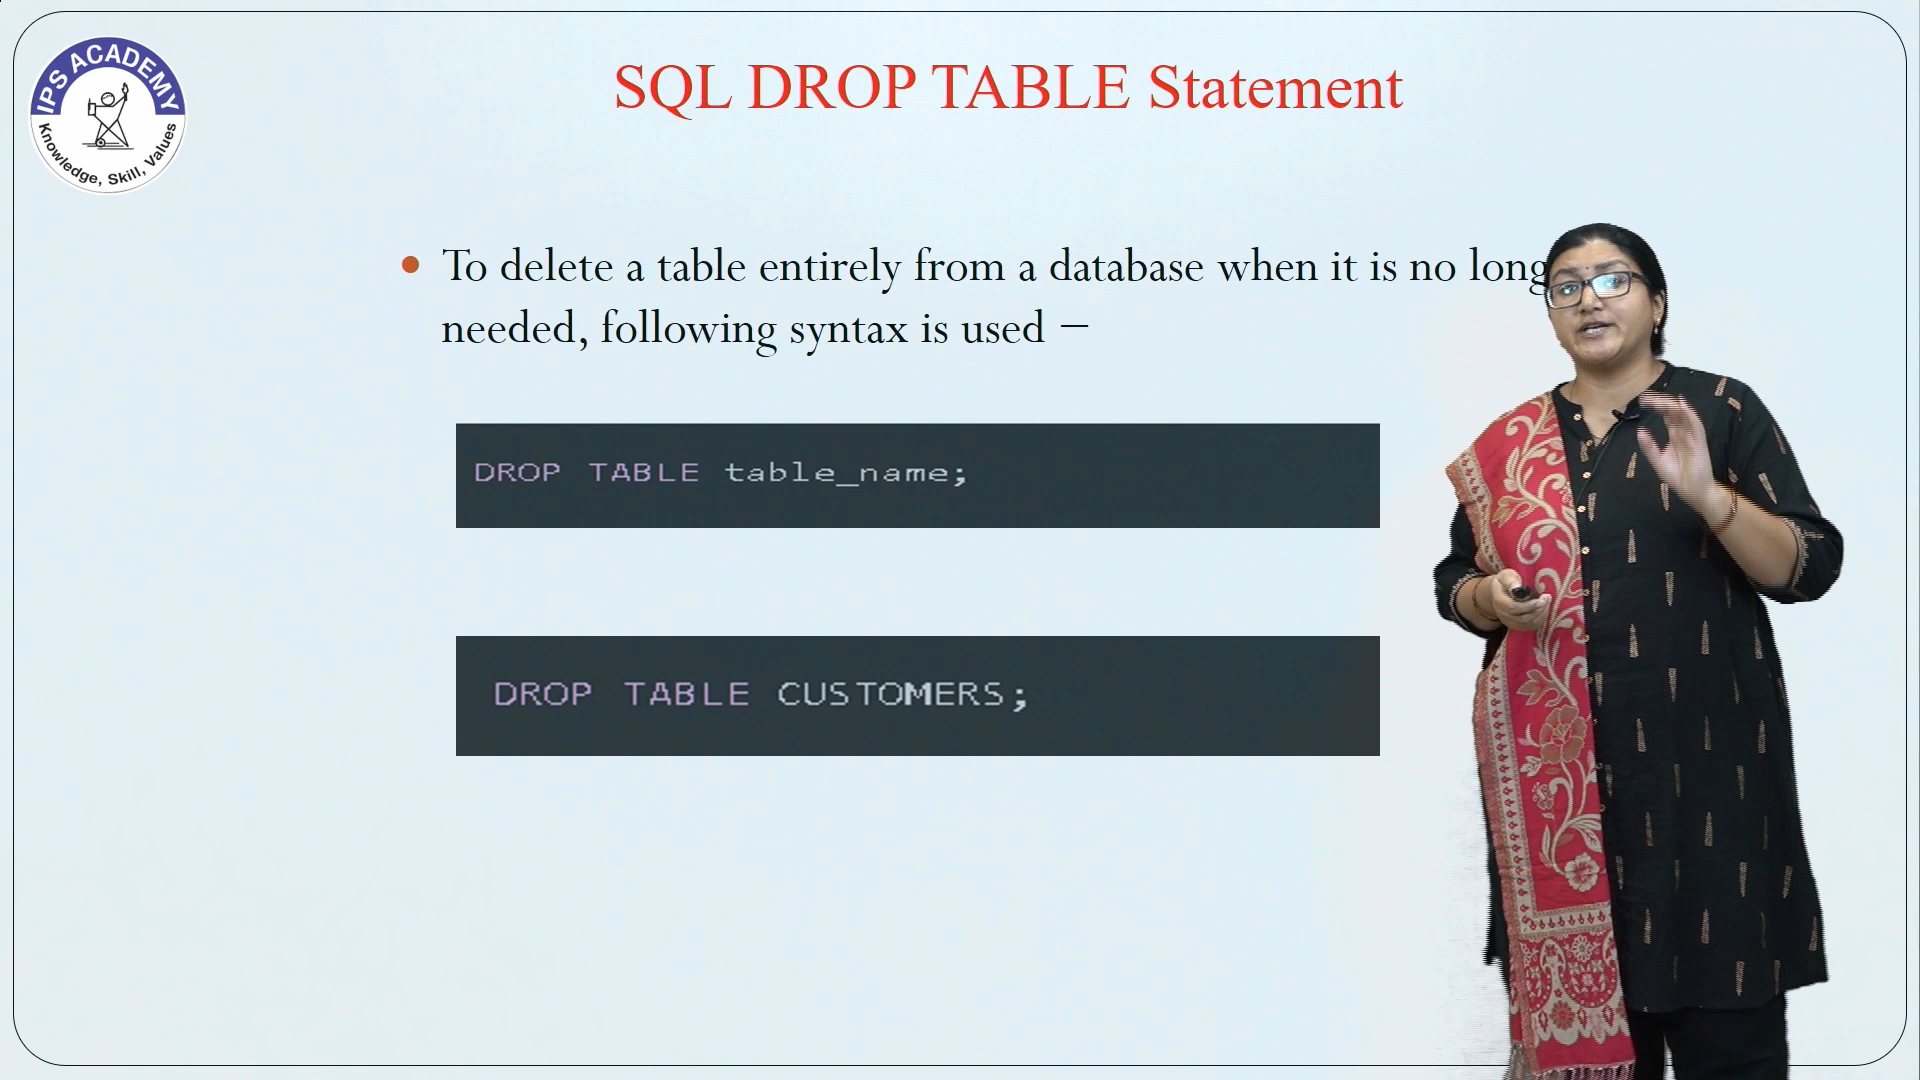 IPS ACADEMY
Knowledge, Skill, Values
SQL DROP TABLE Statement
To delete a table entirely from a database when it is no
needed, following syntax is used –
DROP TABLE table_name;
DROP TABLE CUSTOMERS;